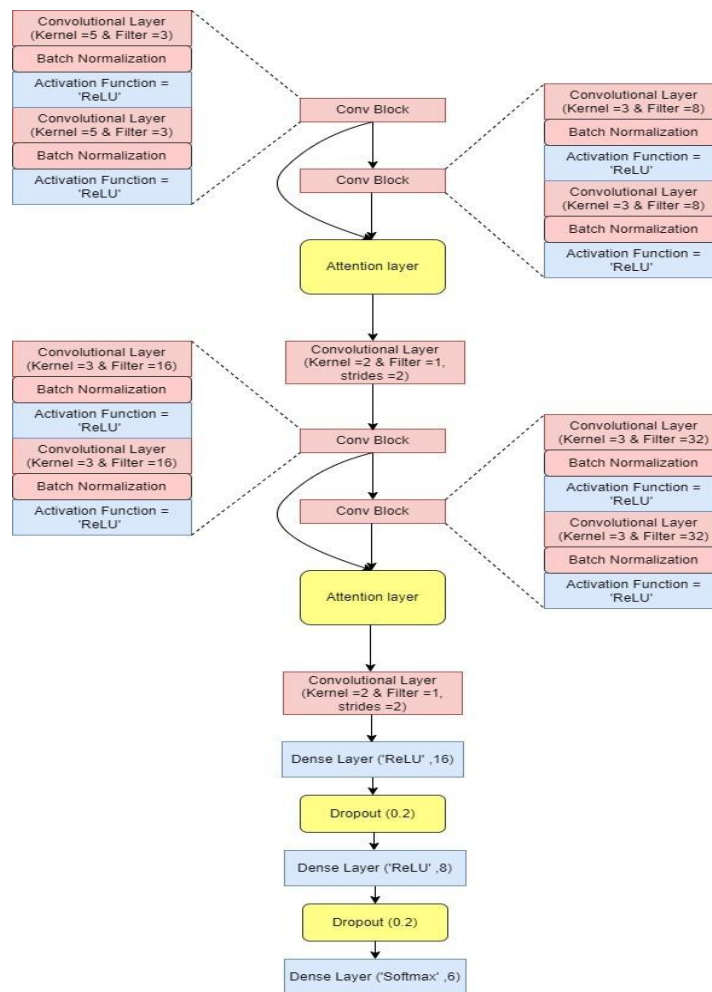 Convolutional Layer
(Kernel =5 & Filter =3)
Batch Normalization
Activation Function =
'ReLU'
Convolutional Layer
(Kernel =5 & Filter =3)
Batch Normalization
Activation Function =
'ReLU'
Conv Block
Conv Block
Attention layer
Convolutional Layer
(Kernel =3 & Filter =8)
Batch Normalization
Activation Function =
'ReLU'
Convolutional Layer
(Kernel =3 & Filter =8)
Batch Normalization
Activation Function =
'ReLU'
Convolutional Layer
(Kernel =2 & Filter =1,
strides =2)
Convolutional Layer
(Kernel =3 & Filter =16)
Batch Normalization
Activation Function =
'ReLU'
Convolutional Layer
(Kernel =3 & Filter =16)
Batch Normalization
Activation Function =
'ReLU'
Conv Block
Conv Block
Attention layer
Convolutional Layer
(Kernel =3 & Filter =32)
Batch Normalization
Activation Function =
'ReLU'
Convolutional Layer
(Kernel =3 & Filter =32)
Batch Normalization
Activation Function =
'ReLU'
Convolutional Layer
(Kernel =2 & Filter =1,
strides =2)
Dense Layer ('ReLU' ,16)
Dropout (0.2)
Dense Layer ('ReLU' ,8)
Dropout (0.2)
Dense Layer ('Softmax' ,6)